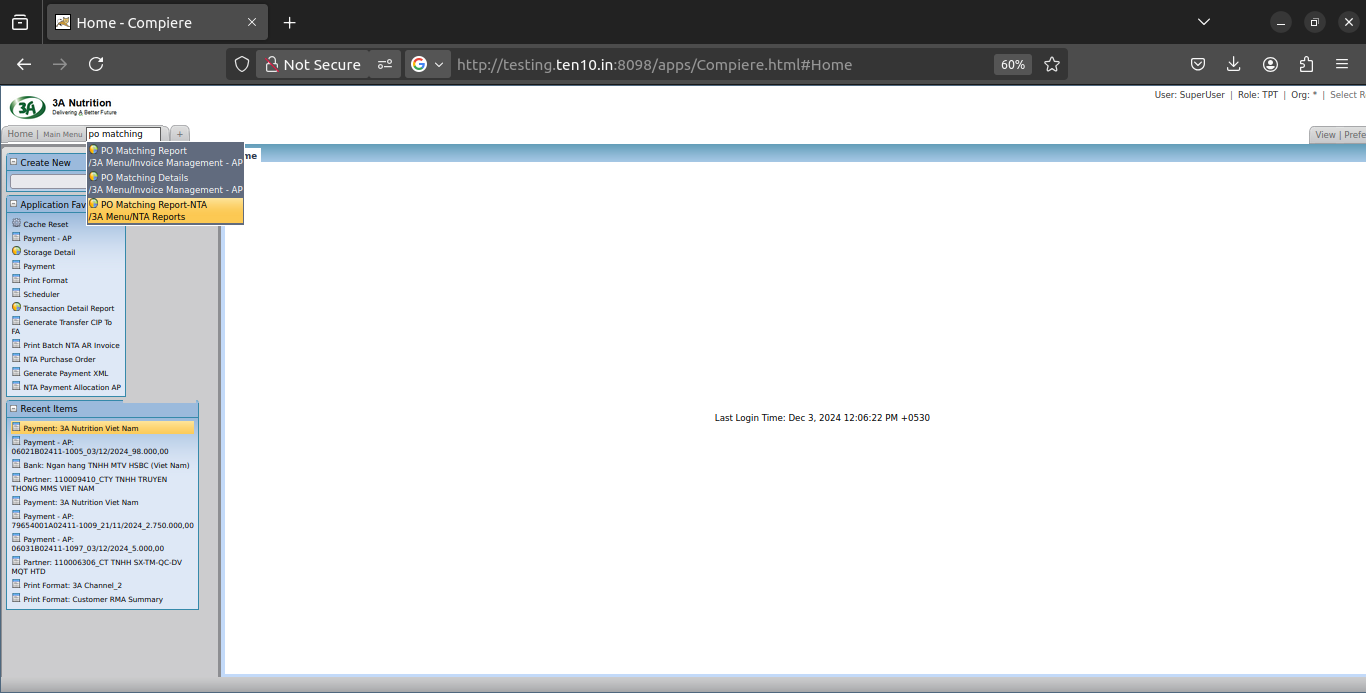 Home - Compiere
Not Secure
http://testing.ten10.in:8098/apps/Compiere.html#Home
60%
3A
3A Nutrition
Delivering A Better Future
User: SuperUser | Role: TPT | Org: * | Select R
Home | Main Menu
po matching
+
View | Prefe
PO Matching Report
/3A Menu/Invoice Management - AP
PO Matching Details
/3A Menu/Invoice Management - AP
PO Matching Report-NTA
/3A Menu/NTA Reports
me
Create New
Application Fav
Cache Reset
Payment - AP
Storage Detail
Payment
Print Format
Scheduler
Transaction Detail Report
Generate Transfer CIP To
FA
Print Batch NTA AR Invoice
NTA Purchase Order
Generate Payment XML
NTA Payment Allocation AP
Recent Items
Payment: 3A Nutrition Viet Nam
Payment - AP:
06021B02411-1005_03/12/2024_98.000,00
Bank: Ngan hang TNHH MTV HSBC (Viet Nam)
Partner: 110009410_CTY TNHH TRUYEN
THONG MMS VIET NAM
Payment: 3A Nutrition Viet Nam
Payment - AP:
79654001A02411-1009_21/11/2024_2.750.000,00
Payment - AP:
06031B02411-1097_03/12/2024_5.000,00
Partner: 110006306_CT TNHH SX-TM-QC-DV
MQT HTD
Print Format: 3A Channel_2
Print Format: Customer RMA Summary
Last Login Time: Dec 3, 2024 12:06:22 PM +0530